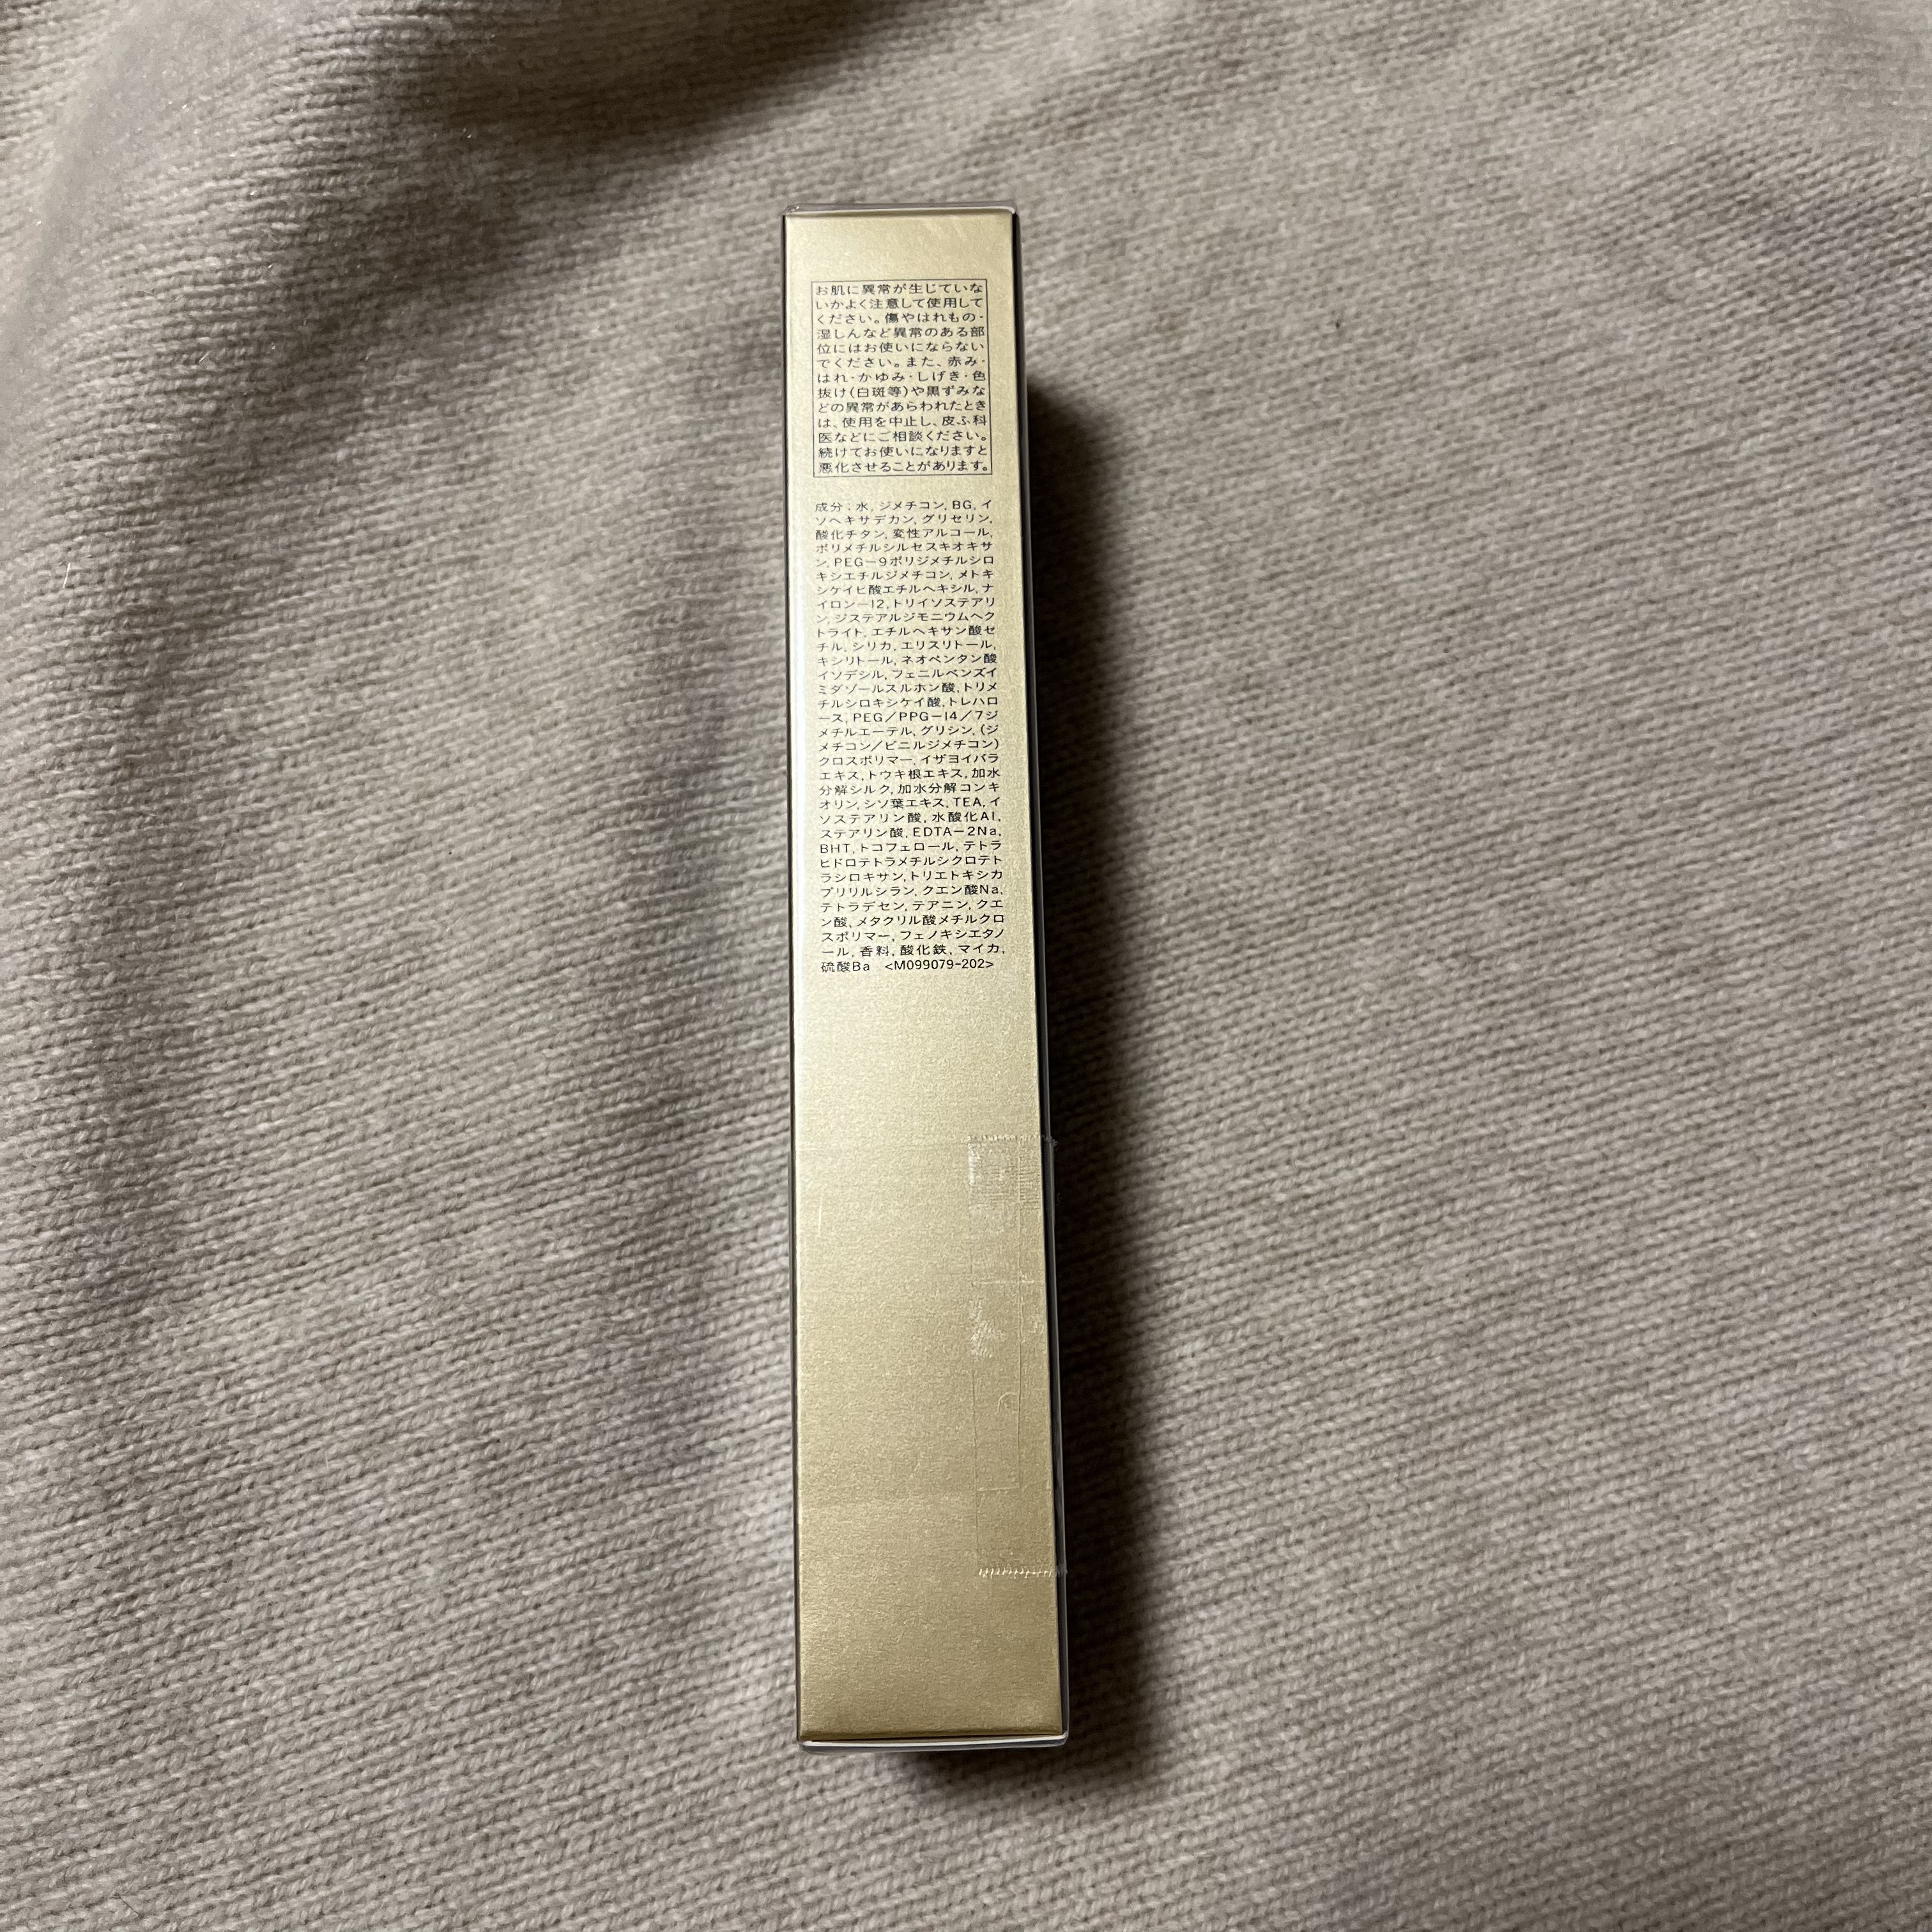 お肌に異常が生じていな
いかよく注意して使用して
ください。傷やはれもの・
湿しんなど異常のある部
位にはお使いにならない
でください。また、赤み・
はれ・かゆみ・しげき・色
抜け(白斑等)や黒ずみな
どの異常があらわれたとき
は、使用を中止し、皮ふ科
医などにご相談ください。
続けてお使いになりますと
悪化させることがあります。
成分:水, ジメチコン, BG, イ
ソヘキサデカン, グリセリン,
酸化チタン, 変性アルコール,
ポリメチルシルセスキオキサ
ン, PEG-9ポリジメチルシロ
キシエチルジメチコン, メトキ
シケイヒ酸エチルヘキシル, ナ
イロン-12, トリイソステアリ
ン, ジステアルジモニウムヘク
トライト, エチルヘキサン酸セ
チル, シリカ, エリスリトール,
キシリトール, ネオペンタン酸
イソデシル, フェニルベンズイ
ミダゾールスルホン酸, トリメ
チルシロキシケイ酸, トレハロ
ース, PEG/PPG-14/7ジ
メチルエーテル, グリシン, (ジ
メチコン/ビニルジメチコン)
クロスポリマー, イザヨイバラ
エキス, トウキ根エキス, 加水
分解シルク, 加水分解コンキ
オリン, シソ葉エキス, TEA, イ
ソステアリン酸, 水酸化Al,
ステアリン酸, EDTA-2Na,
BHT, トコフェロール, テトラ
ヒドロテトラメチルシクロテト
ラシロキサン, トリエトキシカ
プリリルシラン, クエン酸Na,
テトラデセン, テアニン, クエ
ン酸, メタクリル酸メチルクロ
スポリマー, フェノキシエタノ
ール, 香料, 酸化鉄, マイカ,
硫酸Ba <M099079-202>